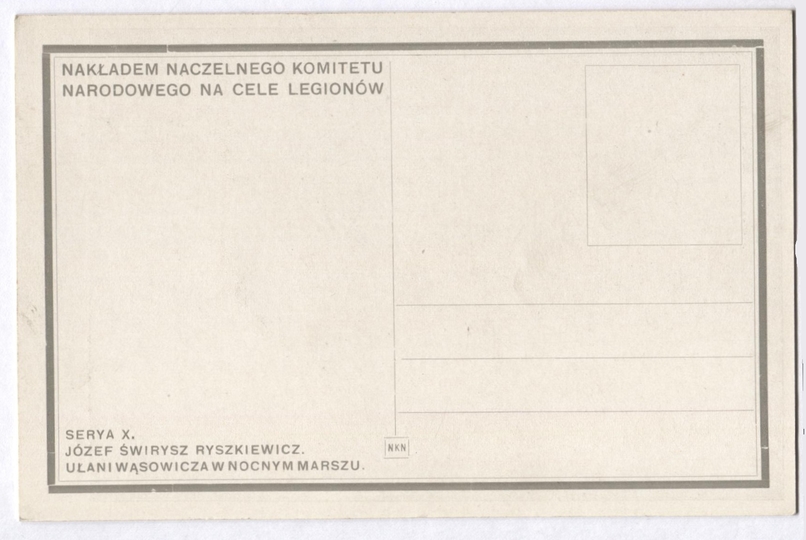 NAKŁADEM NACZELNEGO KOMITETU
NARODOWEGO NA CELE LEGIONÓW
SERYA X.
JÓZEF ŚWIRYSZ RYSZKIEWICZ.
UŁANI WĄSOWICZA W NOCNYM MARSZU.
NKN